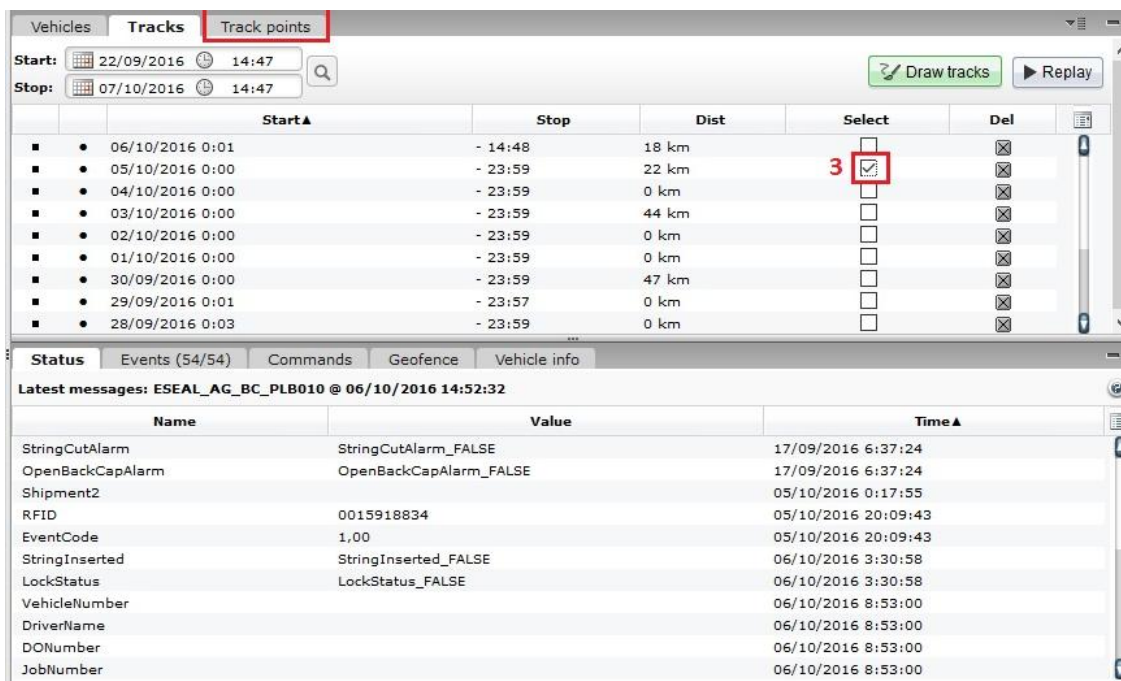 Vehicles Tracks Track points
Start: 22/09/2016 14:47
Stop: 07/10/2016 14:47
Draw tracks Replay
Start▲ Stop Dist Select Del
06/10/2016 0:01 - 14:48 18 km
05/10/2016 0:00 - 23:59 22 km 3
04/10/2016 0:00 - 23:59 0 km
03/10/2016 0:00 - 23:59 44 km
02/10/2016 0:00 - 23:59 0 km
01/10/2016 0:00 - 23:59 0 km
30/09/2016 0:00 - 23:59 47 km
29/09/2016 0:01 - 23:57 0 km
28/09/2016 0:03 - 23:59 0 km
Status Events (54/54) Commands Geofence Vehicle info
Latest messages: ESEAL_AG_BC_PLB010 @ 06/10/2016 14:52:32
Name Value Time▲
StringCutAlarm StringCutAlarm_FALSE 17/09/2016 6:37:24
OpenBackCapAlarm OpenBackCapAlarm_FALSE 17/09/2016 6:37:24
Shipment2 05/10/2016 0:17:55
RFID 0015918834 05/10/2016 20:09:43
EventCode 1,00 05/10/2016 20:09:43
StringInserted StringInserted_FALSE 06/10/2016 3:30:58
LockStatus LockStatus_FALSE 06/10/2016 3:30:58
VehicleNumber 06/10/2016 8:53:00
DriverName 06/10/2016 8:53:00
DONumber 06/10/2016 8:53:00
JobNumber 06/10/2016 8:53:00